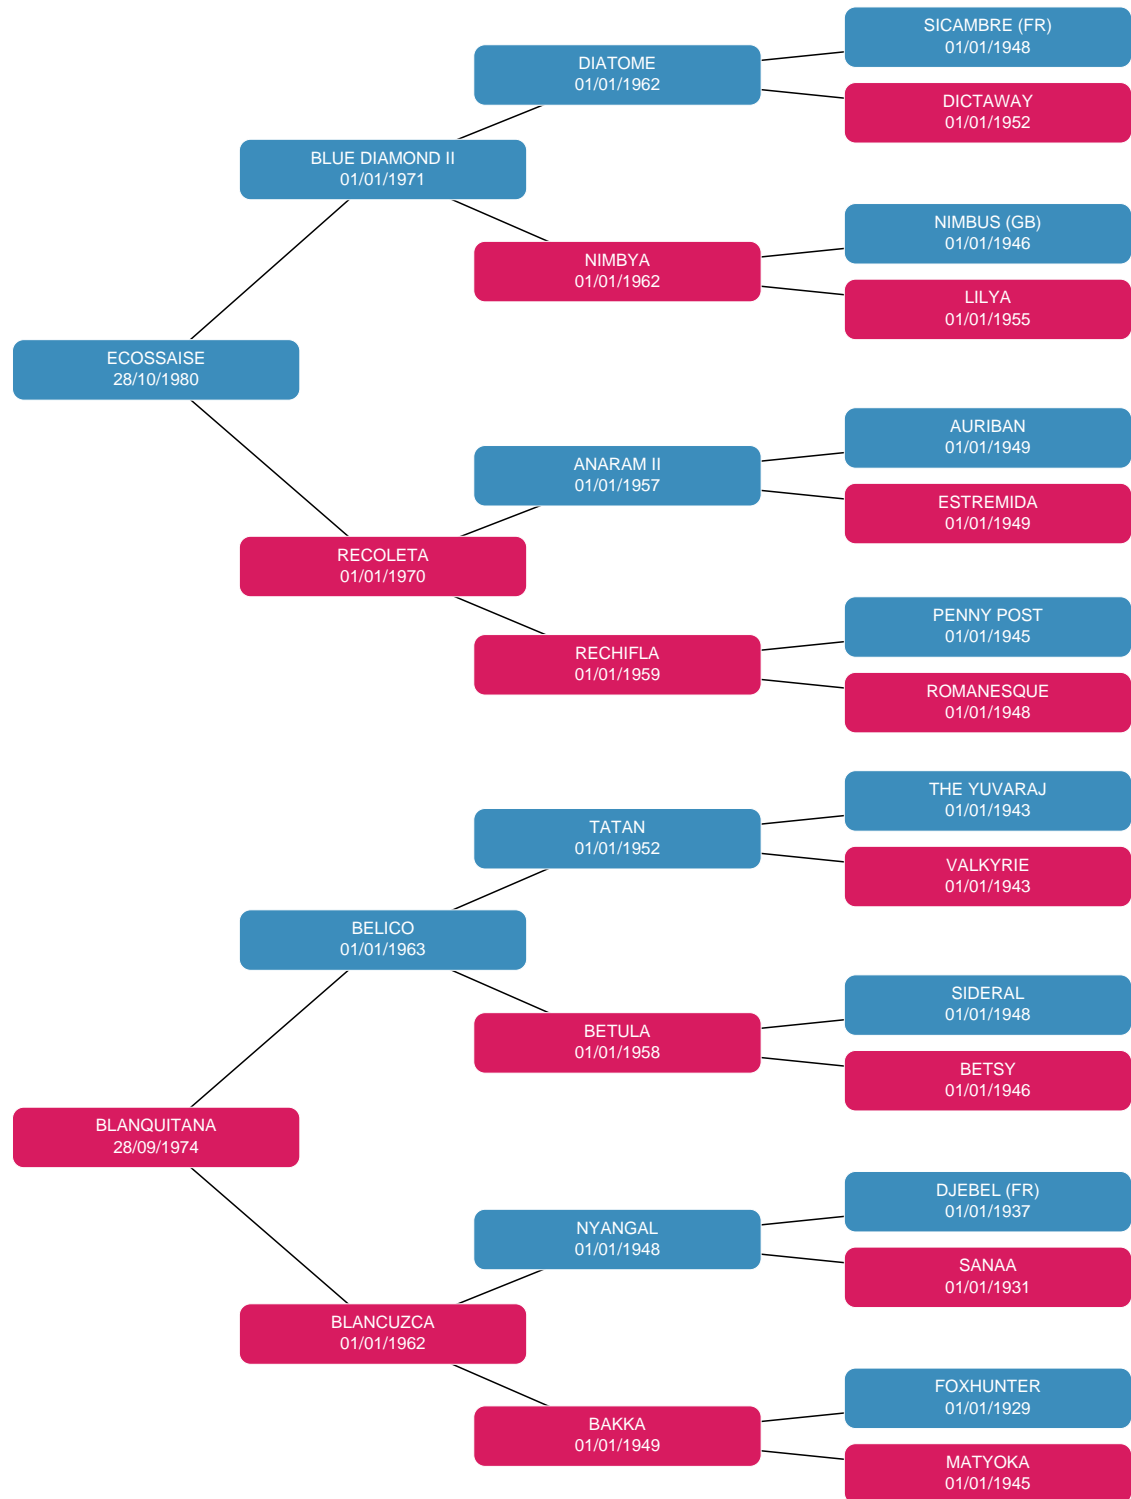 SICAMBRE (FR)
01/01/1948
DIATOME
01/01/1962
DICTAWAY
01/01/1952
BLUE DIAMOND II
01/01/1971
NIMBUS (GB)
01/01/1946
NIMBYA
01/01/1962
LILYA
01/01/1955
ECOSSAISE
28/10/1980
AURIBAN
01/01/1949
ANARAM II
01/01/1957
ESTREMIDA
01/01/1949
RECOLETA
01/01/1970
PENNY POST
01/01/1945
RECHIFLA
01/01/1959
ROMANESQUE
01/01/1948
THE YUVARAJ
01/01/1943
TATAN
01/01/1952
VALKYRIE
01/01/1943
BELICO
01/01/1963
SIDERAL
01/01/1948
BETULA
01/01/1958
BETSY
01/01/1946
BLANQUITANA
28/09/1974
DJEBEL (FR)
01/01/1937
NYANGAL
01/01/1948
SANAA
01/01/1931
BLANCUZCA
01/01/1962
FOXHUNTER
01/01/1929
BAKKA
01/01/1949
MATYOKA
01/01/1945